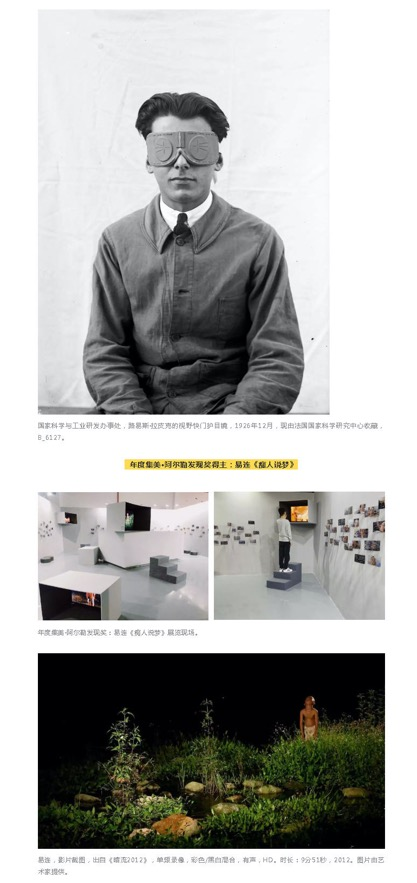 国家科学与工业研发办事处，路易斯·拉皮克的视野快门护目镜，1926年12月，现由法国国家科学研究中心收藏，
B_6127。
年度集美·阿尔勒发现奖得主：易连《痴人说梦》
年度集美·阿尔勒发现奖：易连《痴人说梦》展览现场。
易连，影片截图，出自《暗流2012》，单频录像，彩色/黑白混合，有声，HD。时长：9分51秒，2012。图片由艺
术家提供。